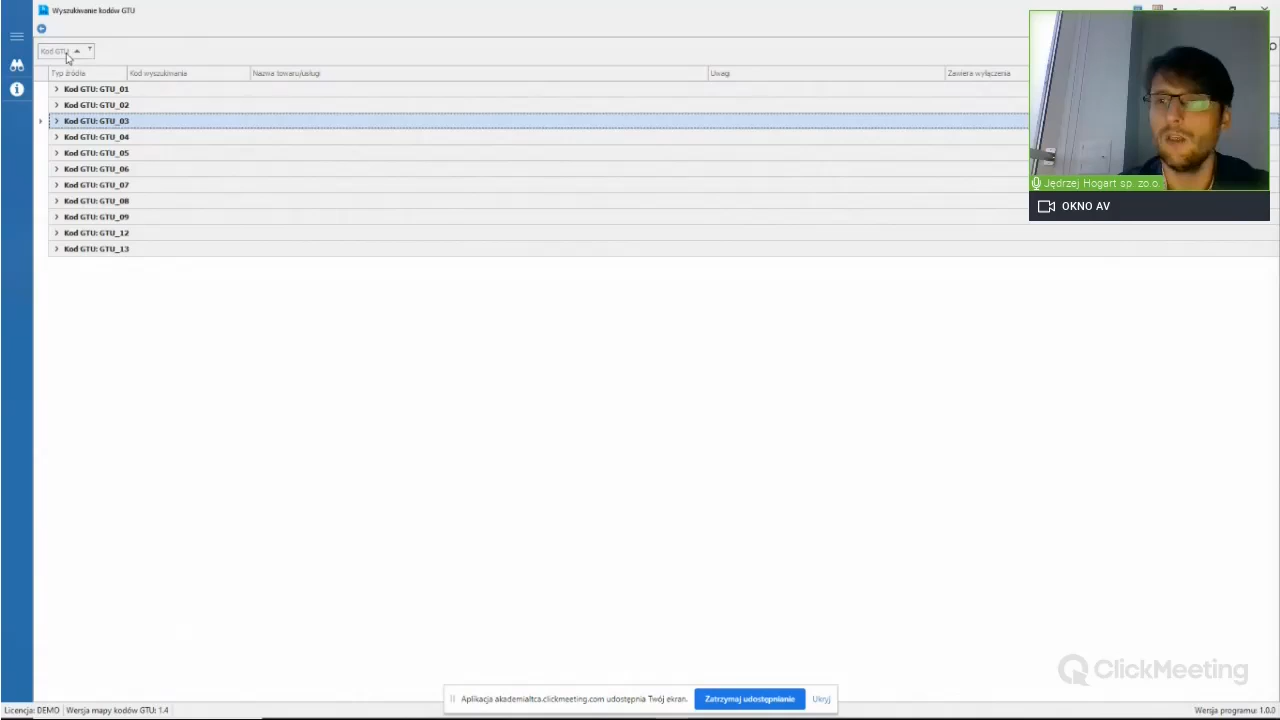 Wyszukiwanie kodów GTU
Kod GTU
Typ źródła Kod wyszukiwania Nazwa towaru/usługi Uwagi Zawiera wyłączenia
Kod GTU: GTU_01
Kod GTU: GTU_02
Kod GTU: GTU_03
Kod GTU: GTU_04
Kod GTU: GTU_05
Kod GTU: GTU_06
Kod GTU: GTU_07
Kod GTU: GTU_08
Kod GTU: GTU_09
Kod GTU: GTU_12
Kod GTU: GTU_13
Jędrzej Hogart sp. zo.o.
OKNO AV
ClickMeeting
Aplikacja akademialtca.clickmeeting.com udostępnia Twój ekran. Zatrzymaj udostępnianie Ukryj
Licencja: DEMO Wersja mapy kodów GTU: 1.4 Wersja programu: 1.0.0